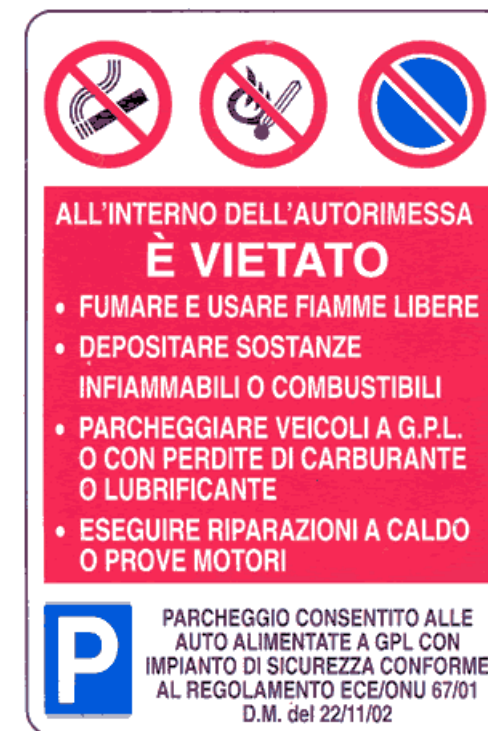 ALL'INTERNO DELL'AUTORIMESSA
È VIETATO
• FUMARE E USARE FIAMME LIBERE
• DEPOSITARE SOSTANZE
INFIAMMABILI O COMBUSTIBILI
• PARCHEGGIARE VEICOLI A G.P.L.
O CON PERDITE DI CARBURANTE
O LUBRIFICANTE
• ESEGUIRE RIPARAZIONI A CALDO
O PROVE MOTORI
P
PARCHEGGIO CONSENTITO ALLE
AUTO ALIMENTATE A GPL CON
IMPIANTO DI SICUREZZA CONFORME
AL REGOLAMENTO ECE/ONU 67/01
D.M. del 22/11/02